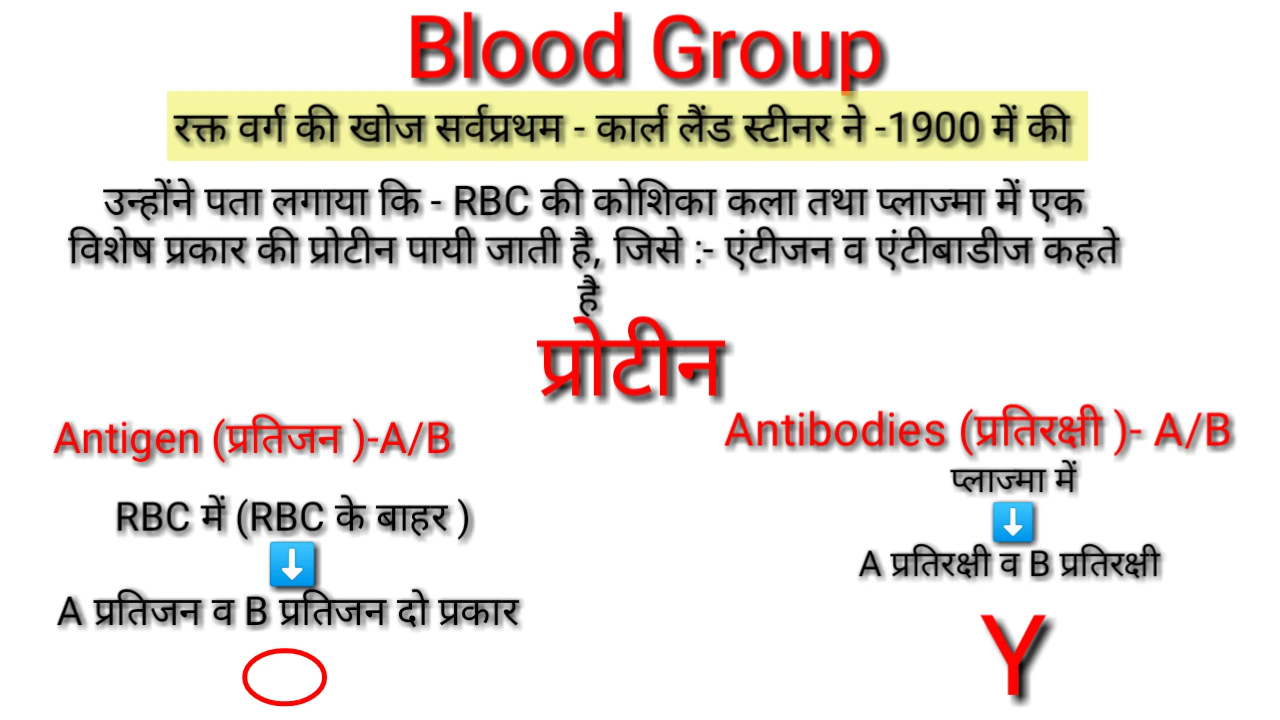 Blood Group
रक्त वर्ग की खोज सर्वप्रथम - कार्ल लैंड स्टीनर ने -1900 में की
उन्होंने पता लगाया कि - RBC की कोशिका कला तथा प्लाज्मा में एक
विशेष प्रकार की प्रोटीन पायी जाती है, जिसे :- एंटीजन व एंटीबाडीज कहते
है
प्रोटीन
Antigen (प्रतिजन )-A/B
RBC में (RBC के बाहर )
A प्रतिजन व B प्रतिजन दो प्रकार
Antibodies (प्रतिरक्षी )- A/B
प्लाज्मा में
A प्रतिरक्षी व B प्रतिरक्षी
Y